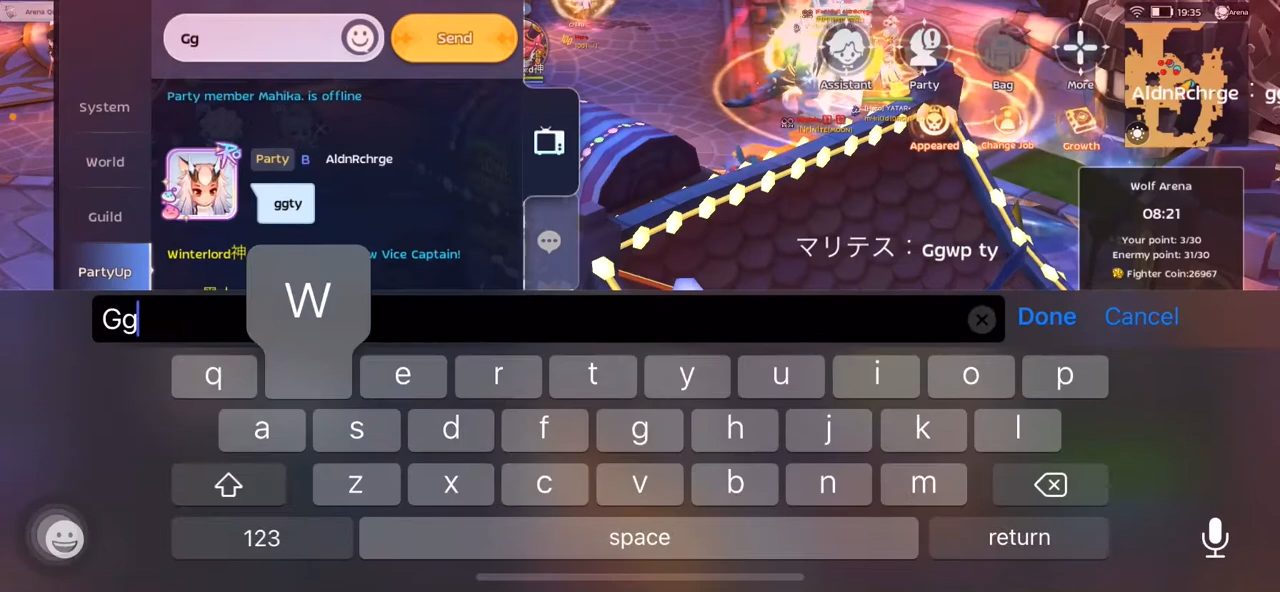 Gg
Send
System
World
Guild
PartyUp
Party member Mahika. is offline
Party B AldnRchrge
ggty
Winterlord神
w Vice Captain!
Assistant
Party
Bag
More
Appeared
Change Job
Growth
19:35
Arena
AldnRchrge : gg
マリテス : Ggwp ty
Wolf Arena
08:21
Your point: 3/30
Enermy point: 31/30
Fighter Coin:26967
Gg
Done
Cancel
W
q e r t y u i o p
a s d f g h j k l
z x c v b n m
123
space
return